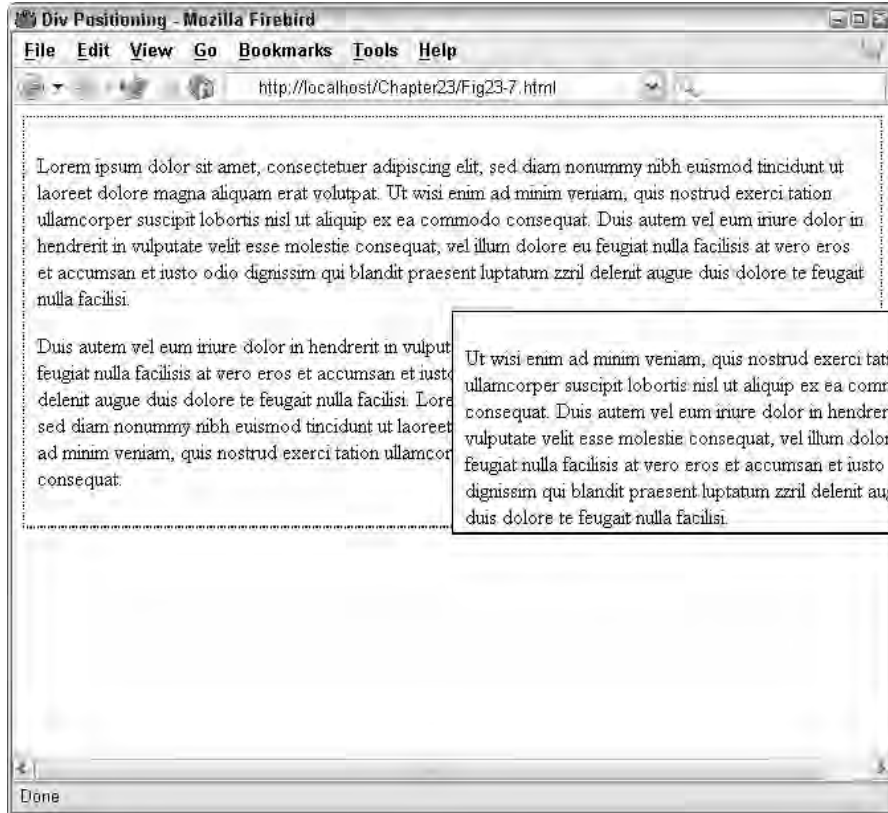 Div Positioning - Mozilla Firebird
File Edit View Go Bookmarks Tools Help
http://localhost/Chapter23/Fig23-7.html
Lorem ipsum dolor sit amet, consectetuer adipiscing elit, sed diam nonummy nibh euismod tincidunt ut
laoreet dolore magna aliquam erat volutpat. Ut wisi enim ad minim veniam, quis nostrud exerci tation
ullamcorper suscipit lobortis nisl ut aliquip ex ea commodo consequat. Duis autem vel eum iriure dolor in
hendrerit in vulputate velit esse molestie consequat, vel illum dolore eu feugiat nulla facilisis at vero eros
et accumsan et iusto odio dignissim qui blandit praesent luptatum zzril delenit augue duis dolore te feugait
nulla facilisi.
Duis autem vel eum iriure dolor in hendrerit in vulput
feugiat nulla facilisis at vero eros et accumsan et iusto
delenit augue duis dolore te feugait nulla facilisi. Lore
sed diam nonummy nibh euismod tincidunt ut laoreet
ad minim veniam, quis nostrud exerci tation ullamcor
consequat.
Ut wisi enim ad minim veniam, quis nostrud exerci tati
ullamcorper suscipit lobortis nisl ut aliquip ex ea comm
consequat. Duis autem vel eum iriure dolor in hendrer
vulputate velit esse molestie consequat, vel illum dolor
feugiat nulla facilisis at vero eros et accumsan et iusto
dignissim qui blandit praesent luptatum zzril delenit aug
duis dolore te feugait nulla facilisi.
Done